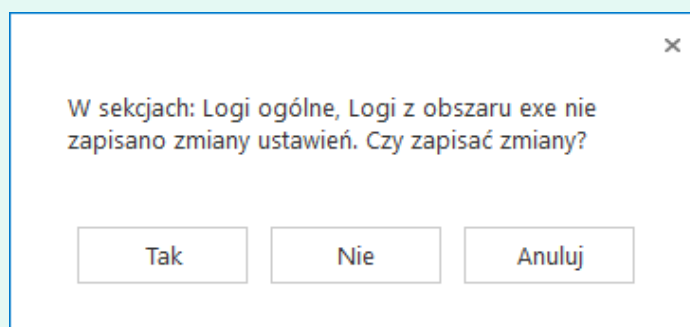 W sekcjach: Logi ogólne, Logi z obszaru exe nie
zapisano zmiany ustawień. Czy zapisać zmiany?
Tak Nie Anuluj